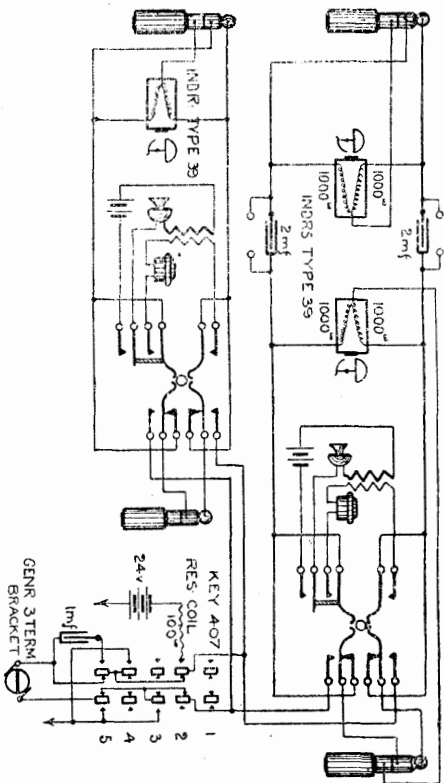 2mf
1000ω
1000ω
INDRS TYPE 39
1000ω
1000ω
2mf
INDR. TYPE 39
KEY 407
RES: COIL
100ω
24v
1mf
GENR 3 TERM
BRACKET
1
2
3
4
5